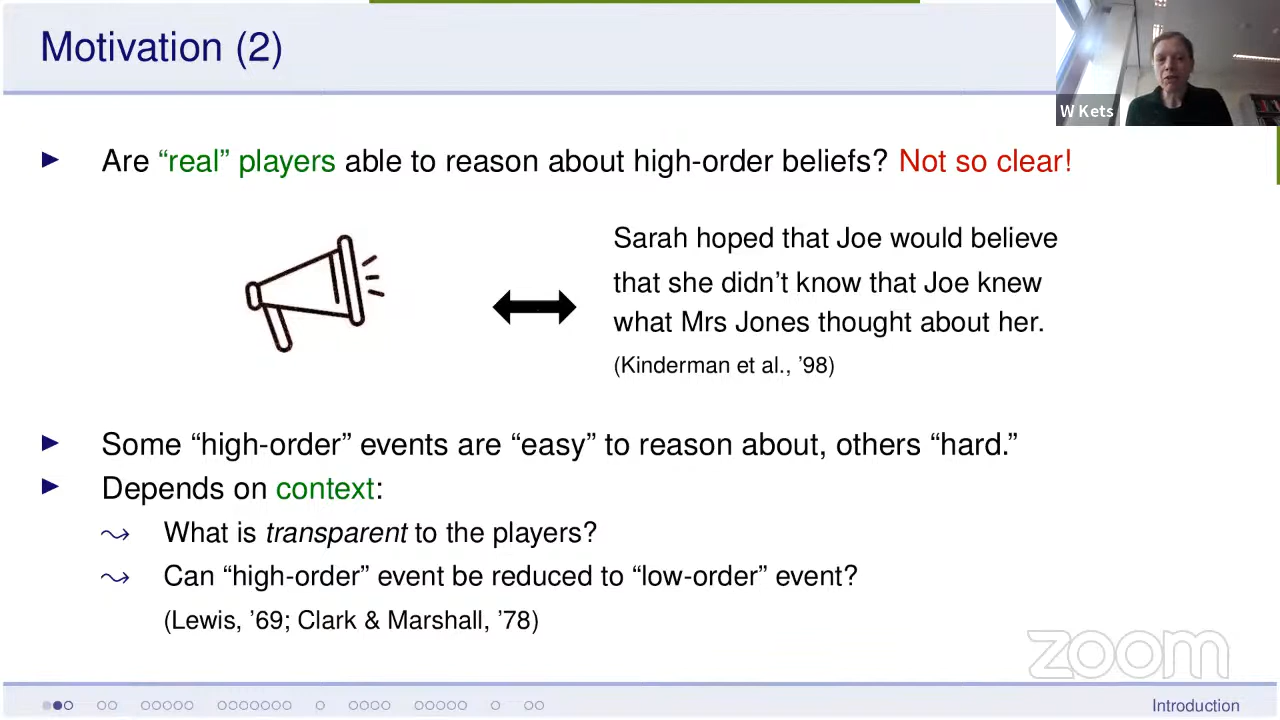 Motivation (2)
W Kets
Are “real” players able to reason about high-order beliefs? Not so clear!
Sarah hoped that Joe would believe
that she didn’t know that Joe knew
what Mrs Jones thought about her.
(Kinderman et al., ’98)
Some “high-order” events are “easy” to reason about, others “hard.”
Depends on context:
What is transparent to the players?
Can “high-order” event be reduced to “low-order” event?
(Lewis, ’69; Clark & Marshall, ’78)
zoom
Introduction